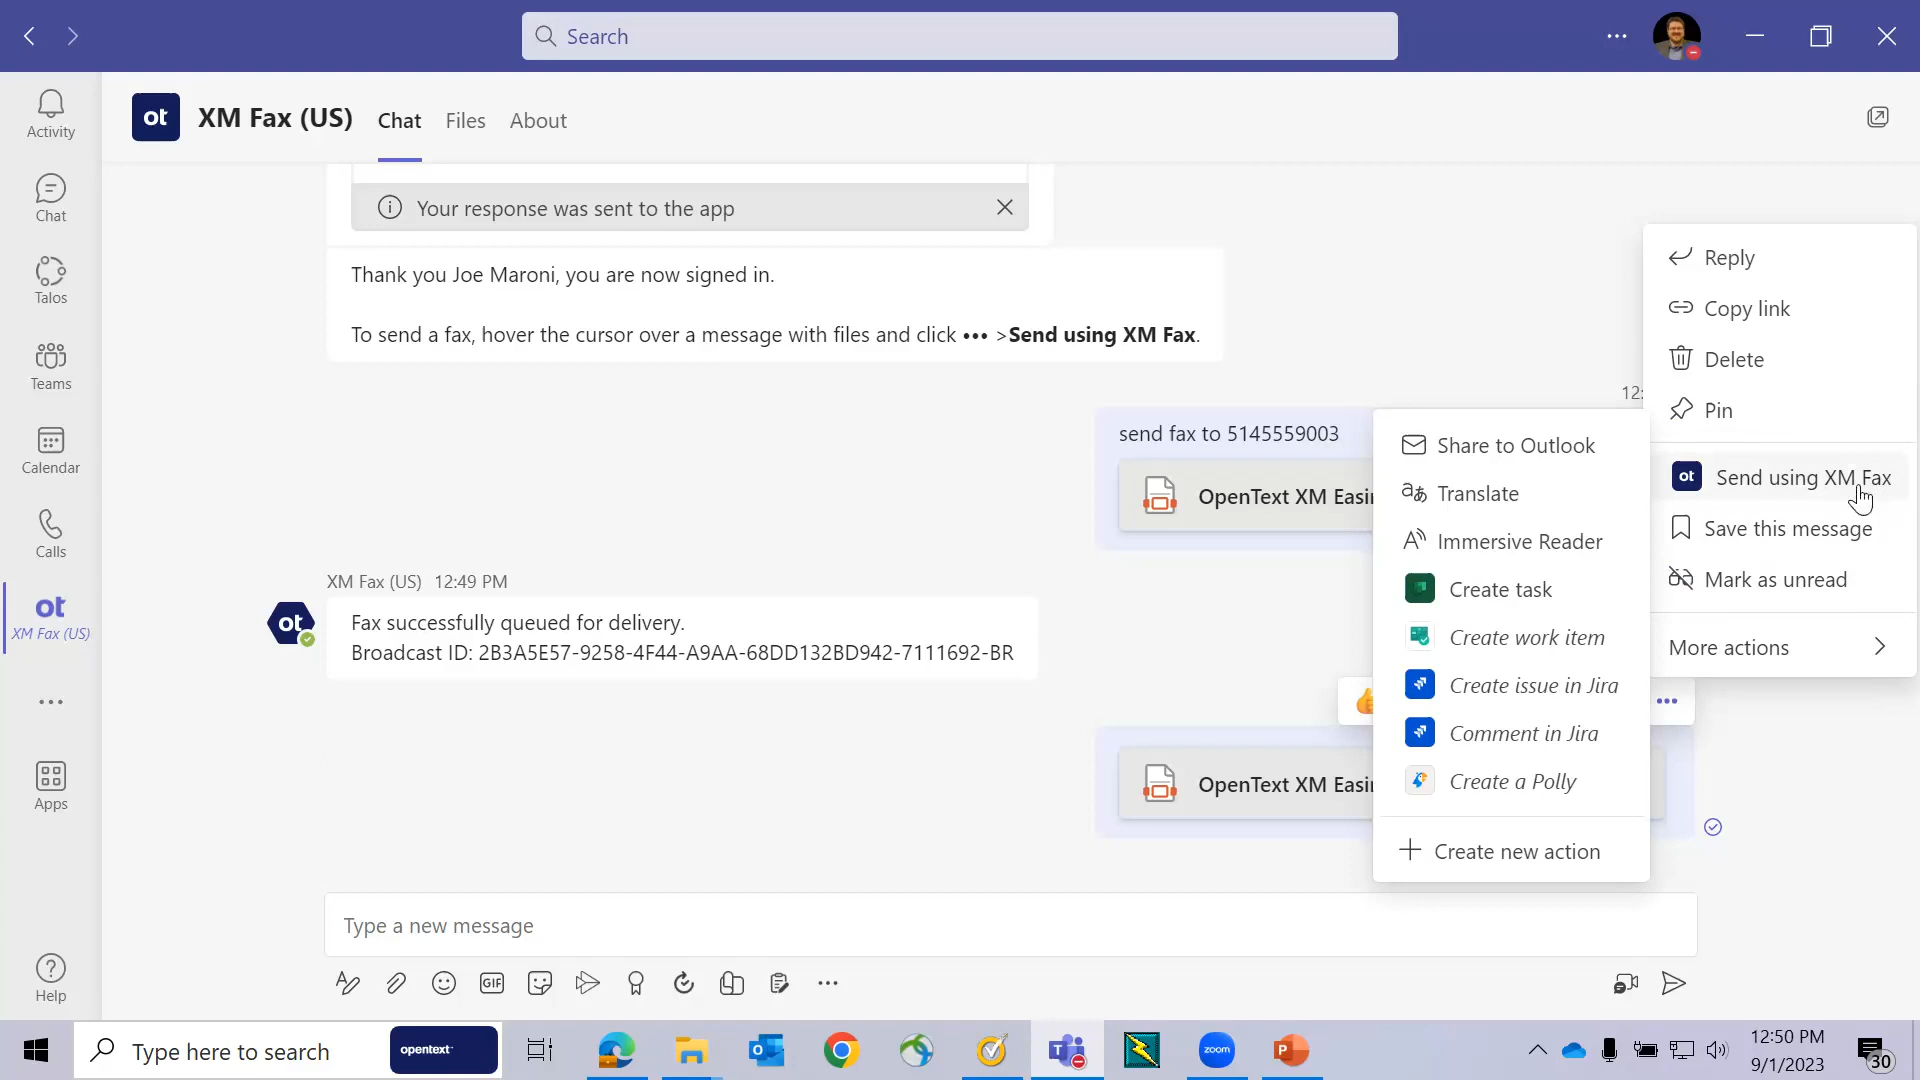 Search
Activity
Chat
Talos
Teams
Calendar
Calls
ot
XM Fax (US)
Apps
Help
ot
XM Fax (US)
Chat
Files
About
Your response was sent to the app
Thank you Joe Maroni, you are now signed in.
To send a fax, hover the cursor over a message with files and click ••• >Send using XM Fax.
12:
send fax to 5145559003
OpenText XM Easi
XM Fax (US) 12:49 PM
ot
Fax successfully queued for delivery.
Broadcast ID: 2B3A5E57-9258-4F44-A9AA-68DD132BD942-7111692-BR
OpenText XM Easi
Share to Outlook
Translate
Immersive Reader
Create task
Create work item
Create issue in Jira
Comment in Jira
Create a Polly
Create new action
Reply
Copy link
Delete
Pin
ot
Send using XM Fax
Save this message
Mark as unread
More actions
Type a new message
GIF
Type here to search
opentext
zoom
12:50 PM
9/1/2023
30